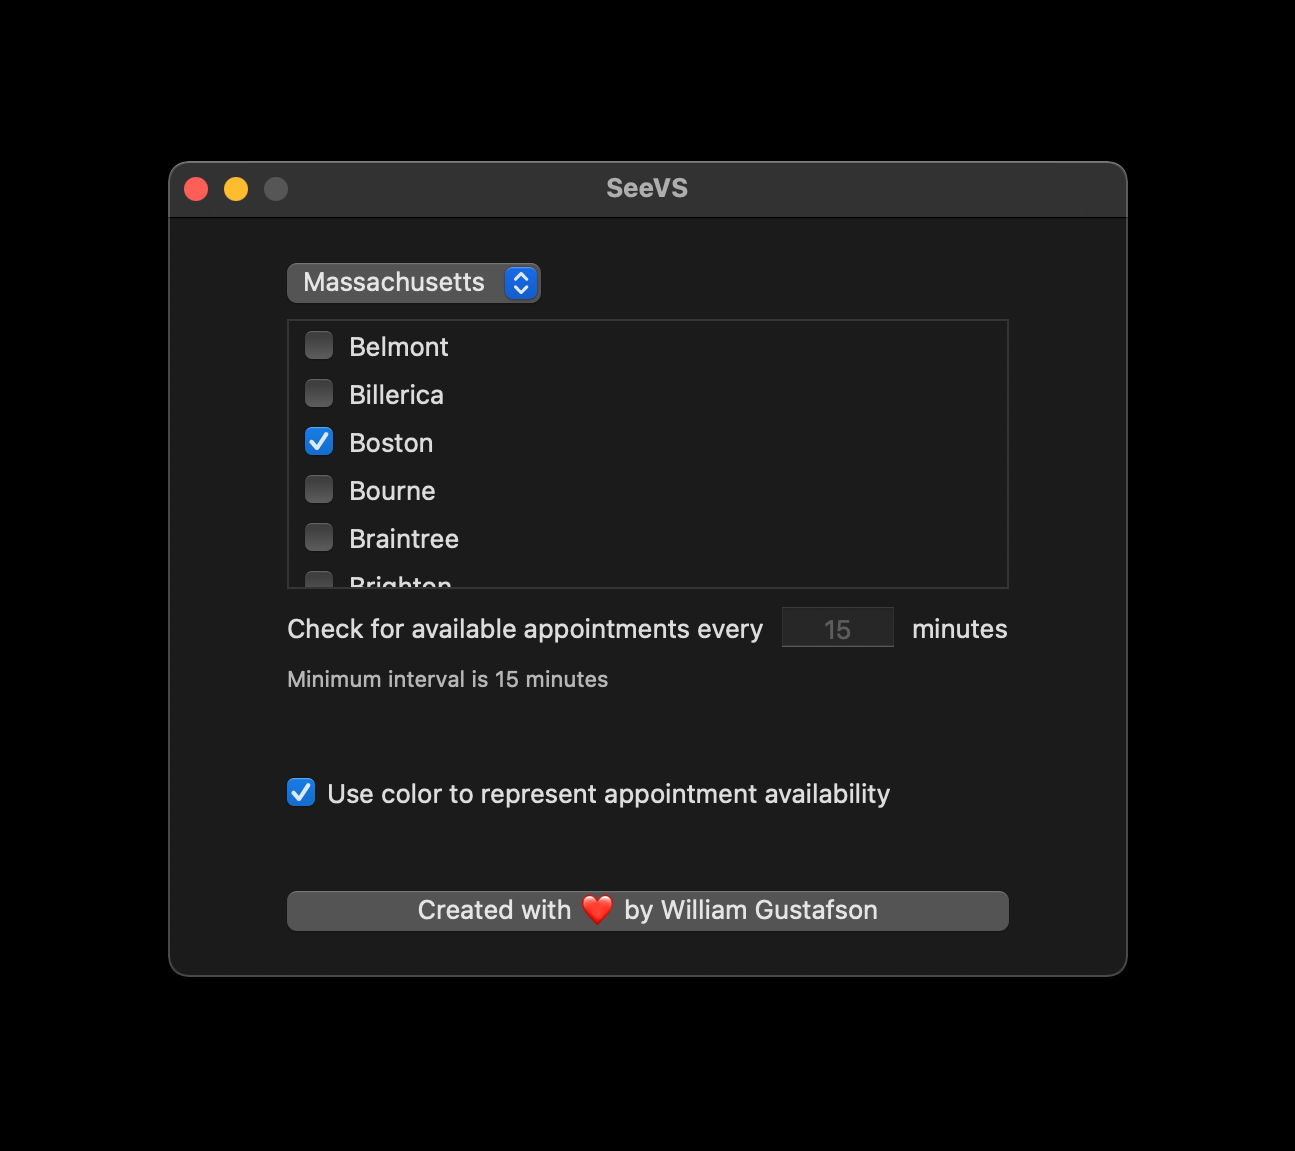 SeeVS
Massachusetts
Belmont
Billerica
Boston
Bourne
Braintree
Brighton
Check for available appointments every 15 minutes
Minimum interval is 15 minutes
Use color to represent appointment availability
Created with ❤️ by William Gustafson